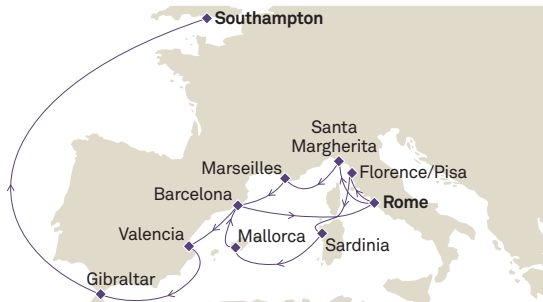 Southampton
Santa
Margherita
Marseilles
Florence/Pisa
Barcelona
Rome
Valencia
Mallorca
Sardinia
Gibraltar